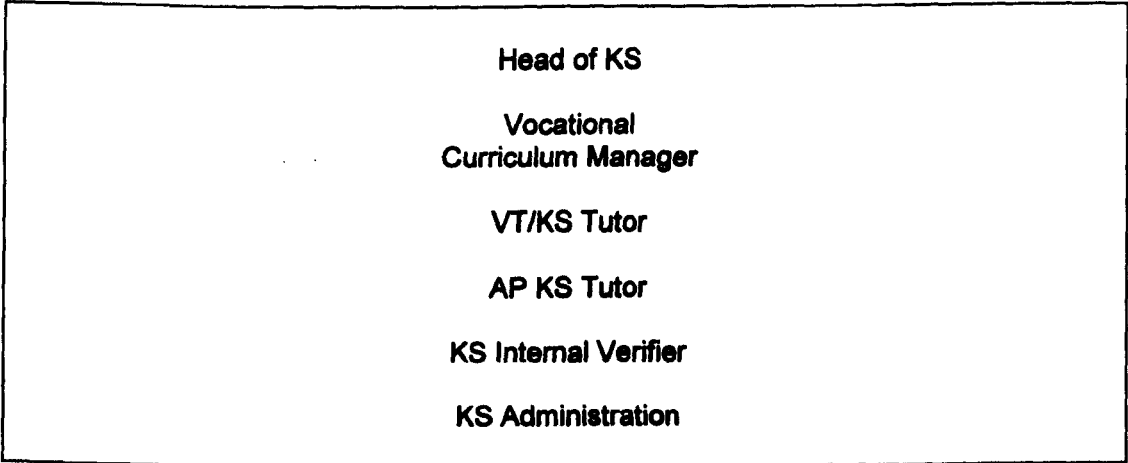 Head of KS
Vocational
Curriculum Manager
VT/KS Tutor
AP KS Tutor
KS Internal Verifier
KS Administration